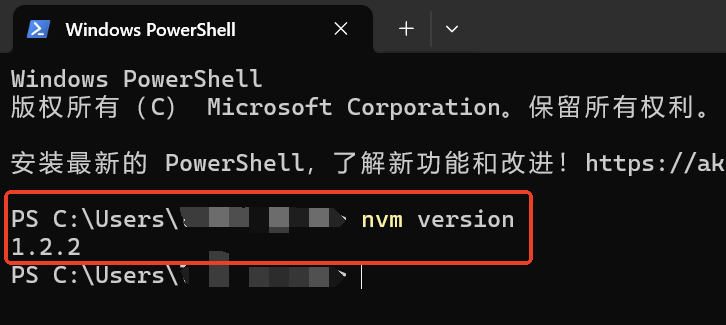 Windows PowerShell
Windows PowerShell
版权所有（C） Microsoft Corporation。保留所有权利。
安装最新的 PowerShell，了解新功能和改进！https://ak
PS C:\Users\ > nvm version
1.2.2
PS C:\Users\ >